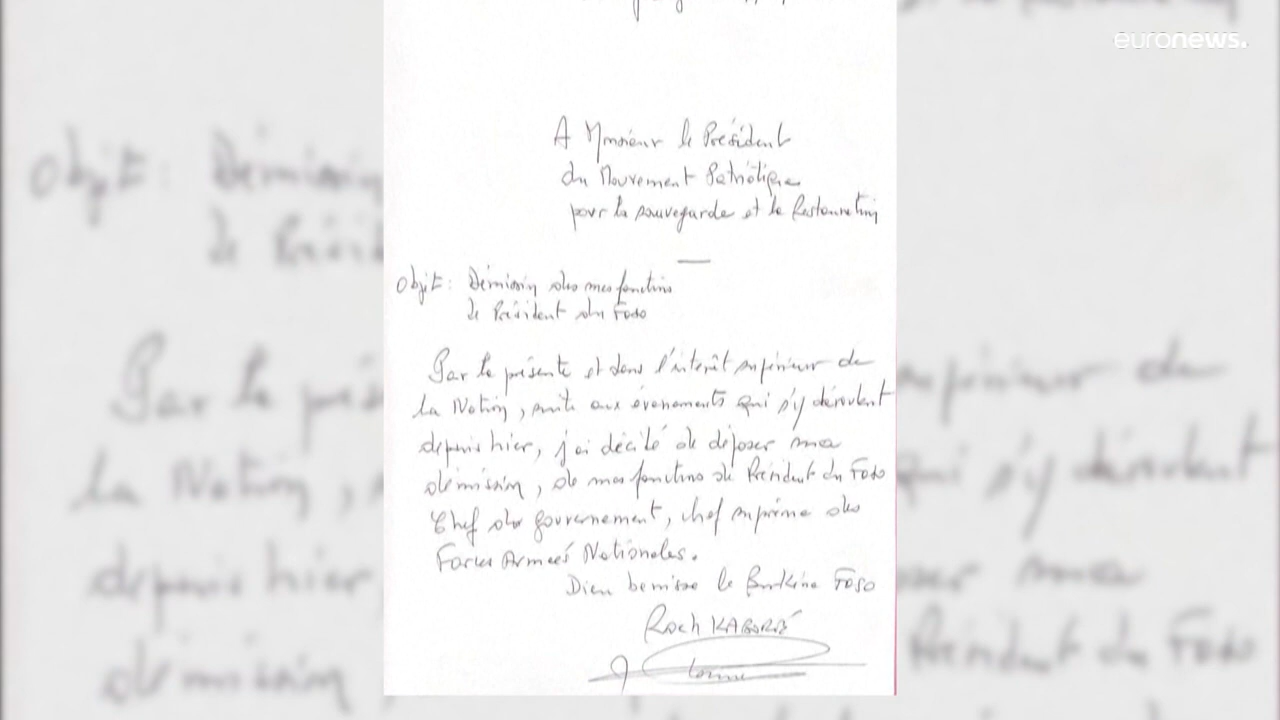 euronews.
A Monsieur le Président
du Mouvement Patriotique
pour la sauvegarde et la Restauration
Objet: Démission des mes fonctions
de Président du Faso
Par la présente et dans l'intérêt supérieur de
la Nation, suite aux évènements qui s'y déroulent
depuis hier, j'ai décidé de déposer ma
démission, de mes fonctions de Président du Faso
Chef du gouvernement, chef suprême des
Forces Armées Nationales.
Dieu benisse le Burkina Faso
Roch KABORÉ